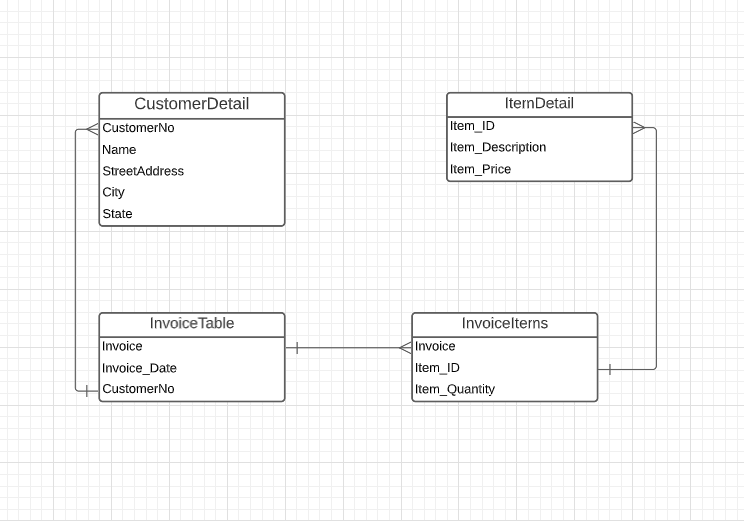 CustomerDetail
CustomerNo
Name
StreetAddress
City
State
ItemDetail
Item_ID
Item_Description
Item_Price
InvoiceTable
Invoice
Invoice_Date
CustomerNo
InvoiceItems
Invoice
Item_ID
Item_Quantity